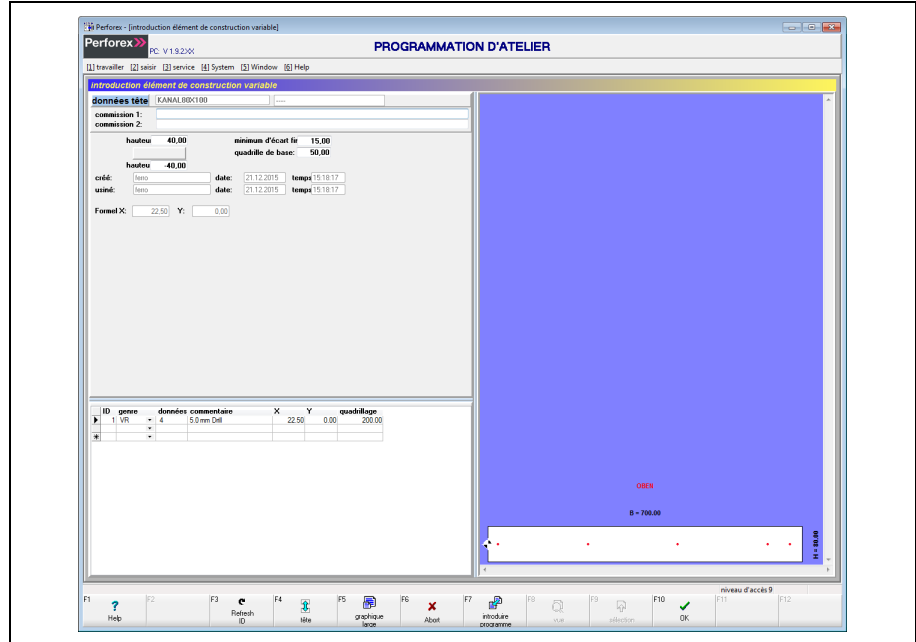 Perforex - [introduction élément de construction variable]
Perforex>> PC: V 1.9.2XX PROGRAMMATION D'ATELIER
[1] travailler [2] saisir [3] service [4] System [5] Window [6] Help
introduction élément de construction variable
données tête KANAL80X100 ----
commission 1:
commission 2:
hauteu 40,00 minimum d'écart fir 15,00
quadrille de base: 50,00
hauteu -40,00
créé: feno date: 21.12.2015 temps 15:18:17
usiné: feno date: 21.12.2015 temps 15:18:17
Formel X: 22,50 Y: 0,00
ID genre données commentaire X Y quadrillage
1 VR 4 5.0 mm Drill 22.50 0.00 200.00
OBEN
B = 700.00
H = 80.00
niveau d'accès 9
F1 Help
F2
F3 Refresh ID
F4 tête
F5 graphique large
F6 Abort
F7 introduire programme
F8 vue
F9 sélection
F10 OK
F11
F12